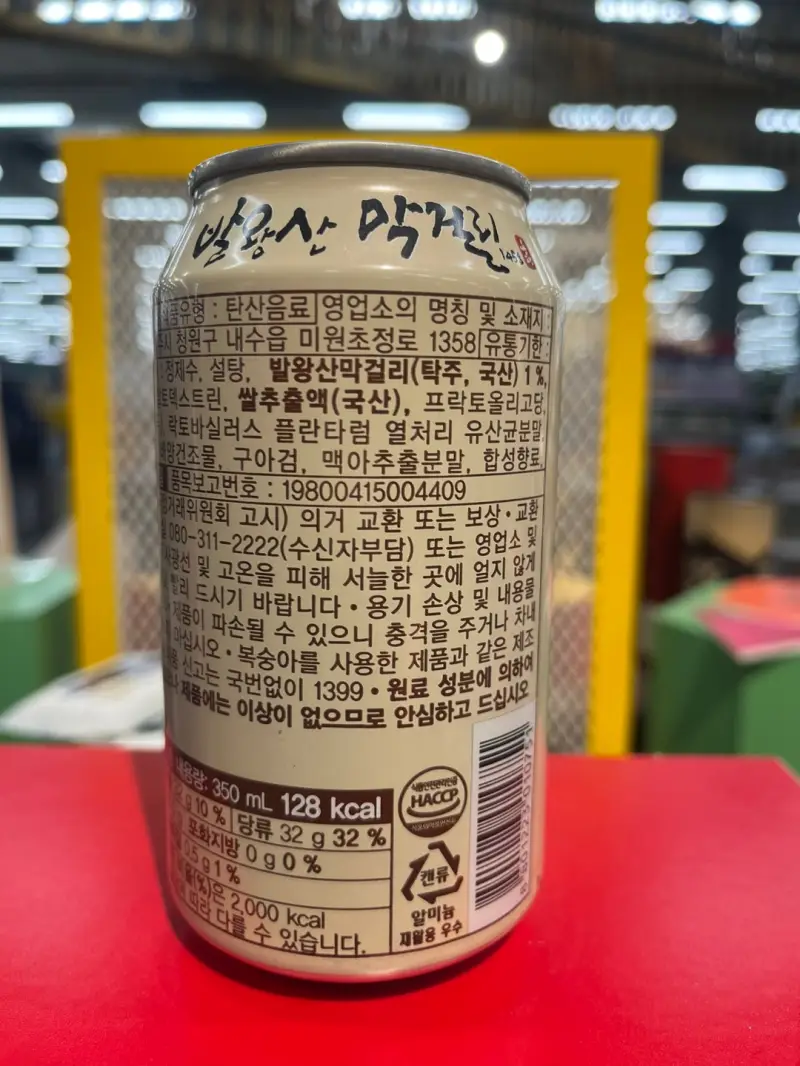 발왕산 막걸리
1458
품유형 : 탄산음료 영업소의 명칭 및 소재지 :
청원구 내수읍 미원초정로 1358 유통기한 :
정제수, 설탕, 발왕산막걸리(탁주, 국산) 1 %,
덱스트린, 쌀추출액(국산), 프락토올리고당,
락토바실러스 플란타럼 열처리 유산균분말,
건조물, 구아검, 맥아추출분말, 합성향료,
품목보고번호 : 19800415004409
거래위원회 고시) 의거 교환 또는 보상 • 교환
080-311-2222(수신자부담) 또는 영업소 및
광선 및 고온을 피해 서늘한 곳에 얼지 않게
빨리 드시기 바랍니다 • 용기 손상 및 내용물
제품이 파손될 수 있으니 충격을 주거나 차내
마십시오 • 복숭아를 사용한 제품과 같은 제조
신고는 국번없이 1399 • 원료 성분에 의하여
제품에는 이상이 없으므로 안심하고 드십시오
내용량: 350 mL 128 kcal
g 10 % 당류 32 g 32 %
포화지방 0 g 0 %
0.5 g 1 %
(%)은 2,000 kcal
따라 다를 수 있습니다.
HACCP
캔류
알미늄
재활용 우수